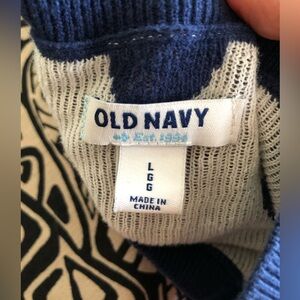 OLD NAVY
Est. 1994
L
G
G
MADE IN
CHINA